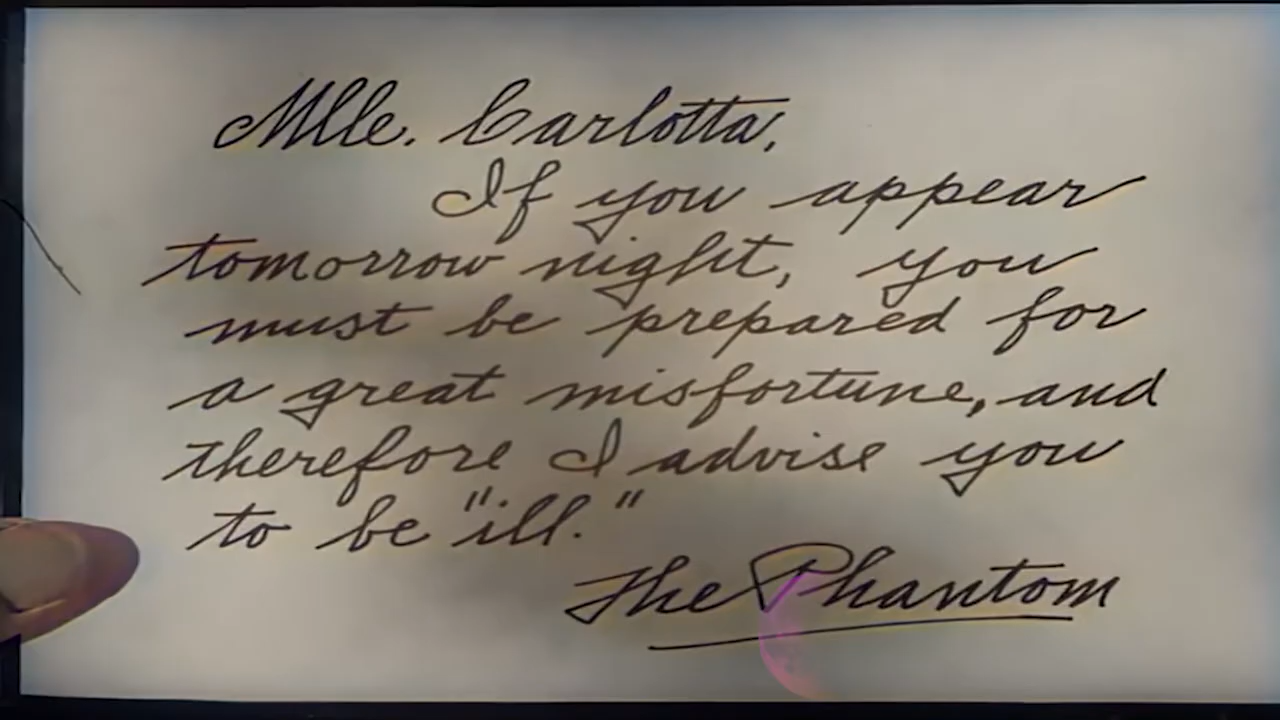 Mlle. Carlotta,
If you appear
tomorrow night, you
must be prepared for
a great misfortune, and
therefore I advise you
to be "ill."
The Phantom